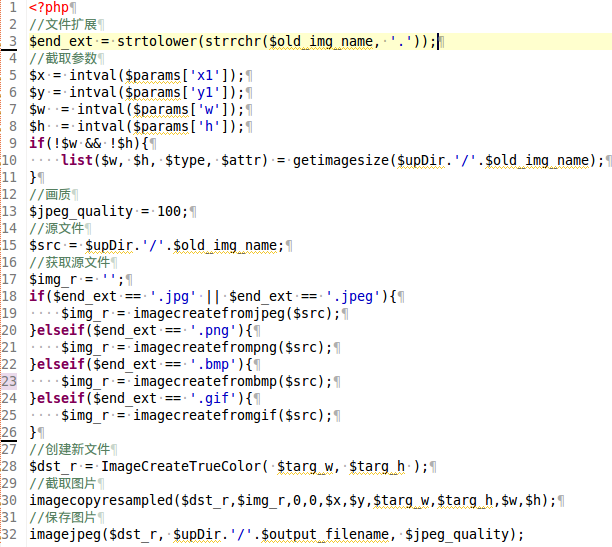 1 <?php¶
2 //文件扩展¶
3 $end_ext = strtolower(strrchr($old_img_name, '.'));¶
4 //截取参数¶
5 $x = intval($params['x1']);¶
6 $y = intval($params['y1']);¶
7 $w = intval($params['w']);¶
8 $h = intval($params['h']);¶
9 if(!$w && !$h){¶
10 ····list($w, $h, $type, $attr) = getimagesize($upDir.'/'.$old_img_name);¶
11 }¶
12 //画质¶
13 $jpeg_quality = 100;¶
14 //源文件¶
15 $src = $upDir.'/'.$old_img_name;¶
16 //获取源文件¶
17 $img_r = '';¶
18 if($end_ext == '.jpg' || $end_ext == '.jpeg'){¶
19 ····$img_r = imagecreatefromjpeg($src);¶
20 }elseif($end_ext == '.png'){¶
21 ····$img_r = imagecreatefrompng($src);¶
22 }elseif($end_ext == '.bmp'){¶
23 ····$img_r = imagecreatefrombmp($src);¶
24 }elseif($end_ext == '.gif'){¶
25 ····$img_r = imagecreatefromgif($src);¶
26 }¶
27 //创建新文件¶
28 $dst_r = ImageCreateTrueColor( $targ_w, $targ_h );¶
29 //截取图片¶
30 imagecopyresampled($dst_r,$img_r,0,0,$x,$y,$targ_w,$targ_h,$w,$h);¶
31 //保存图片¶
32 imagejpeg($dst_r, $upDir.'/'.$output_filename, $jpeg_quality);